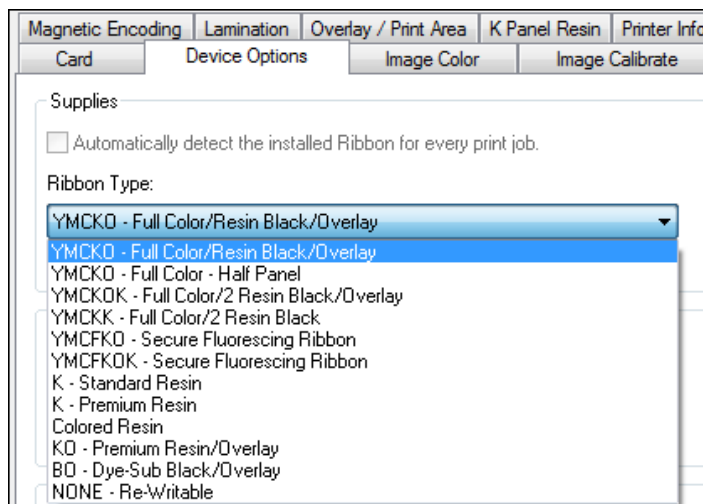 Magnetic Encoding Lamination Overlay / Print Area K Panel Resin Printer Info
Card Device Options Image Color Image Calibrate
Supplies
Automatically detect the installed Ribbon for every print job.
Ribbon Type:
YMCKO - Full Color/Resin Black/Overlay
YMCKO - Full Color/Resin Black/Overlay
YMCKO - Full Color - Half Panel
YMCKOK - Full Color/2 Resin Black/Overlay
YMCKK - Full Color/2 Resin Black
YMCFKO - Secure Fluorescing Ribbon
YMCFKOK - Secure Fluorescing Ribbon
K - Standard Resin
K - Premium Resin
Colored Resin
KO - Premium Resin/Overlay
BO - Dye-Sub Black/Overlay
NONE - Re-Writable